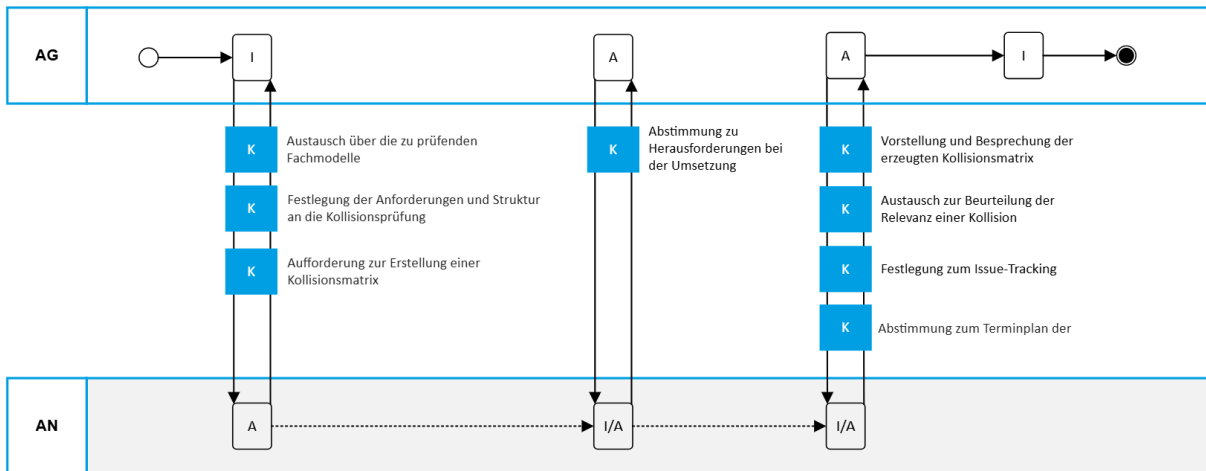 AG
I
A
A
I
K
Austausch über die zu prüfenden
Fachmodelle
K
Festlegung der Anforderungen und Struktur
an die Kollisionsprüfung
K
Aufforderung zur Erstellung einer
Kollisionsmatrix
K
Abstimmung zu
Herausforderungen bei
der Umsetzung
K
Vorstellung und Besprechung der
erzeugten Kollisionsmatrix
K
Austausch zur Beurteilung der
Relevanz einer Kollision
K
Festlegung zum Issue-Tracking
K
Abstimmung zum Terminplan der
AN
A
I/A
I/A